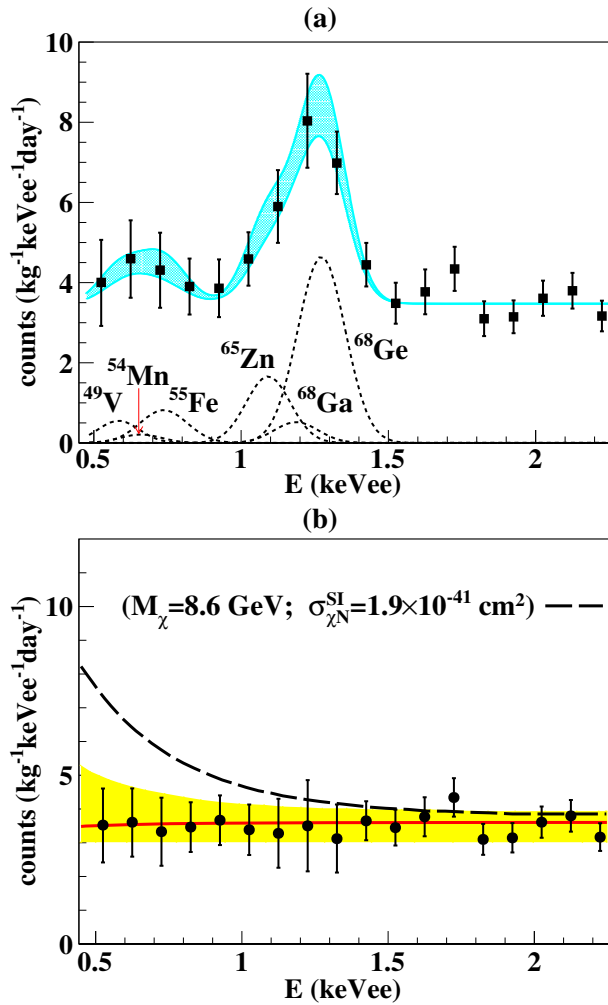 (a)
counts (kg⁻¹keVee⁻¹day⁻¹)
10
8
6
4
2
0
⁴⁹V
⁵⁴Mn
⁵⁵Fe
⁶⁵Zn
⁶⁸Ga
⁶⁸Ge
0.5 1 1.5 2
E (keVee)
(b)
counts (kg⁻¹keVee⁻¹day⁻¹)
(M_χ=8.6 GeV; σ^SI_χN=1.9×10⁻⁴¹ cm²)
10
5
0
0.5 1 1.5 2
E (keVee)